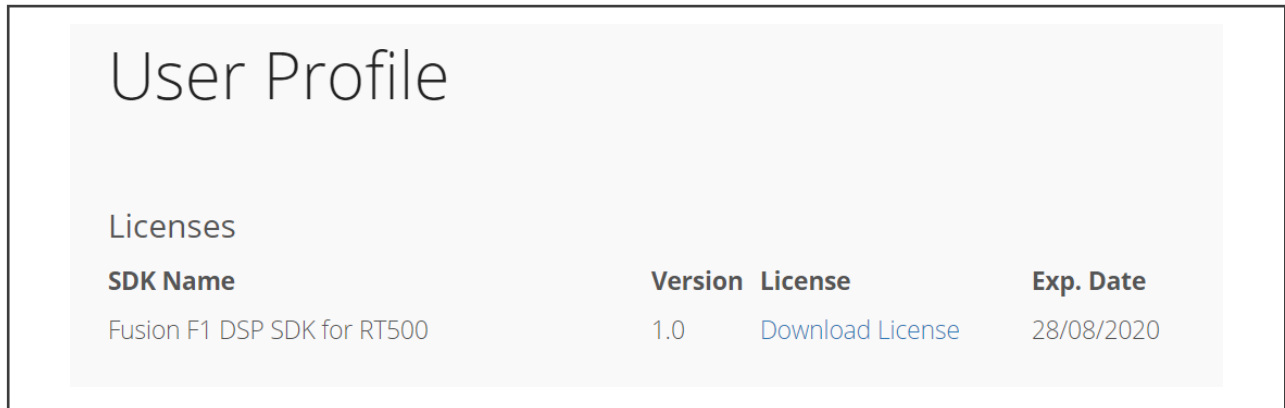 User Profile
Licenses
SDK Name Version License Exp. Date
Fusion F1 DSP SDK for RT500 1.0 Download License 28/08/2020